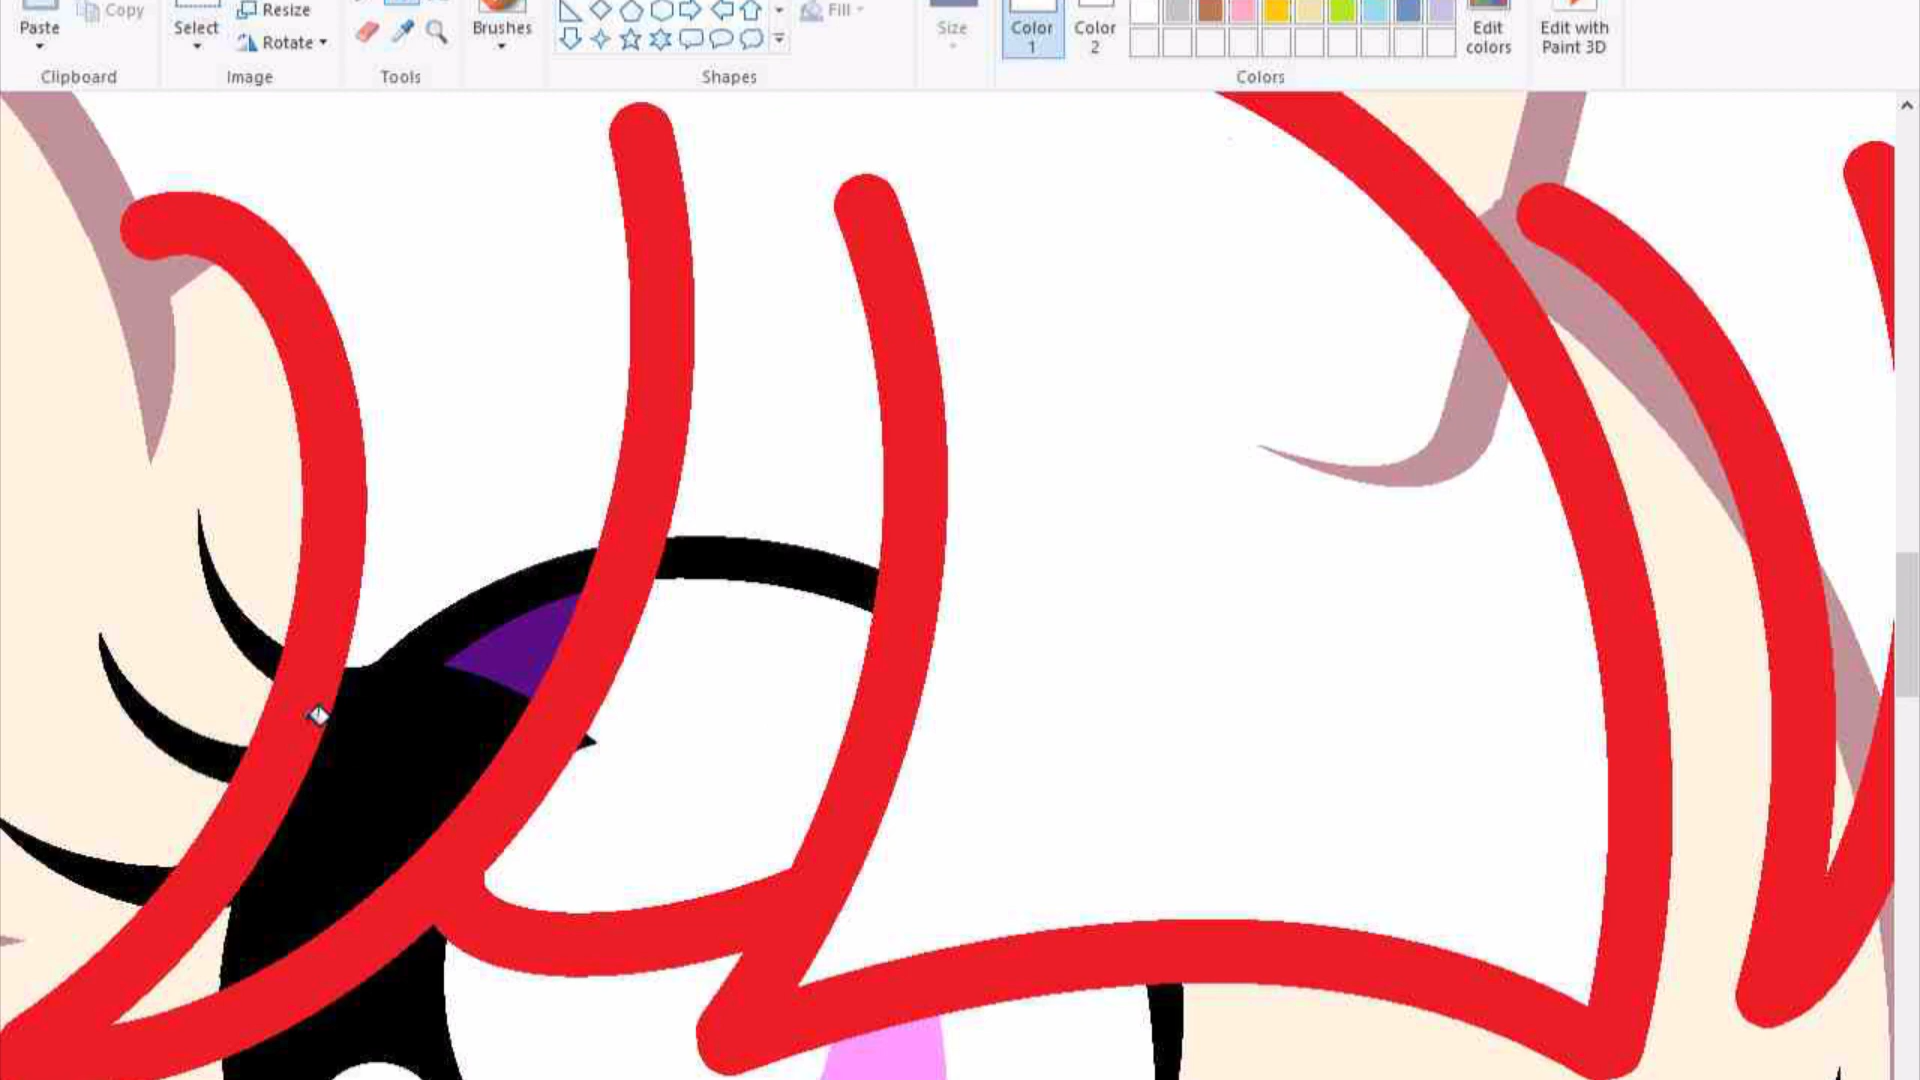 Paste
Copy
Select
Resize
Rotate
Brushes
Fill
Size
Color
1
Color
2
Edit
colors
Edit with
Paint 3D
Clipboard
Image
Tools
Shapes
Colors